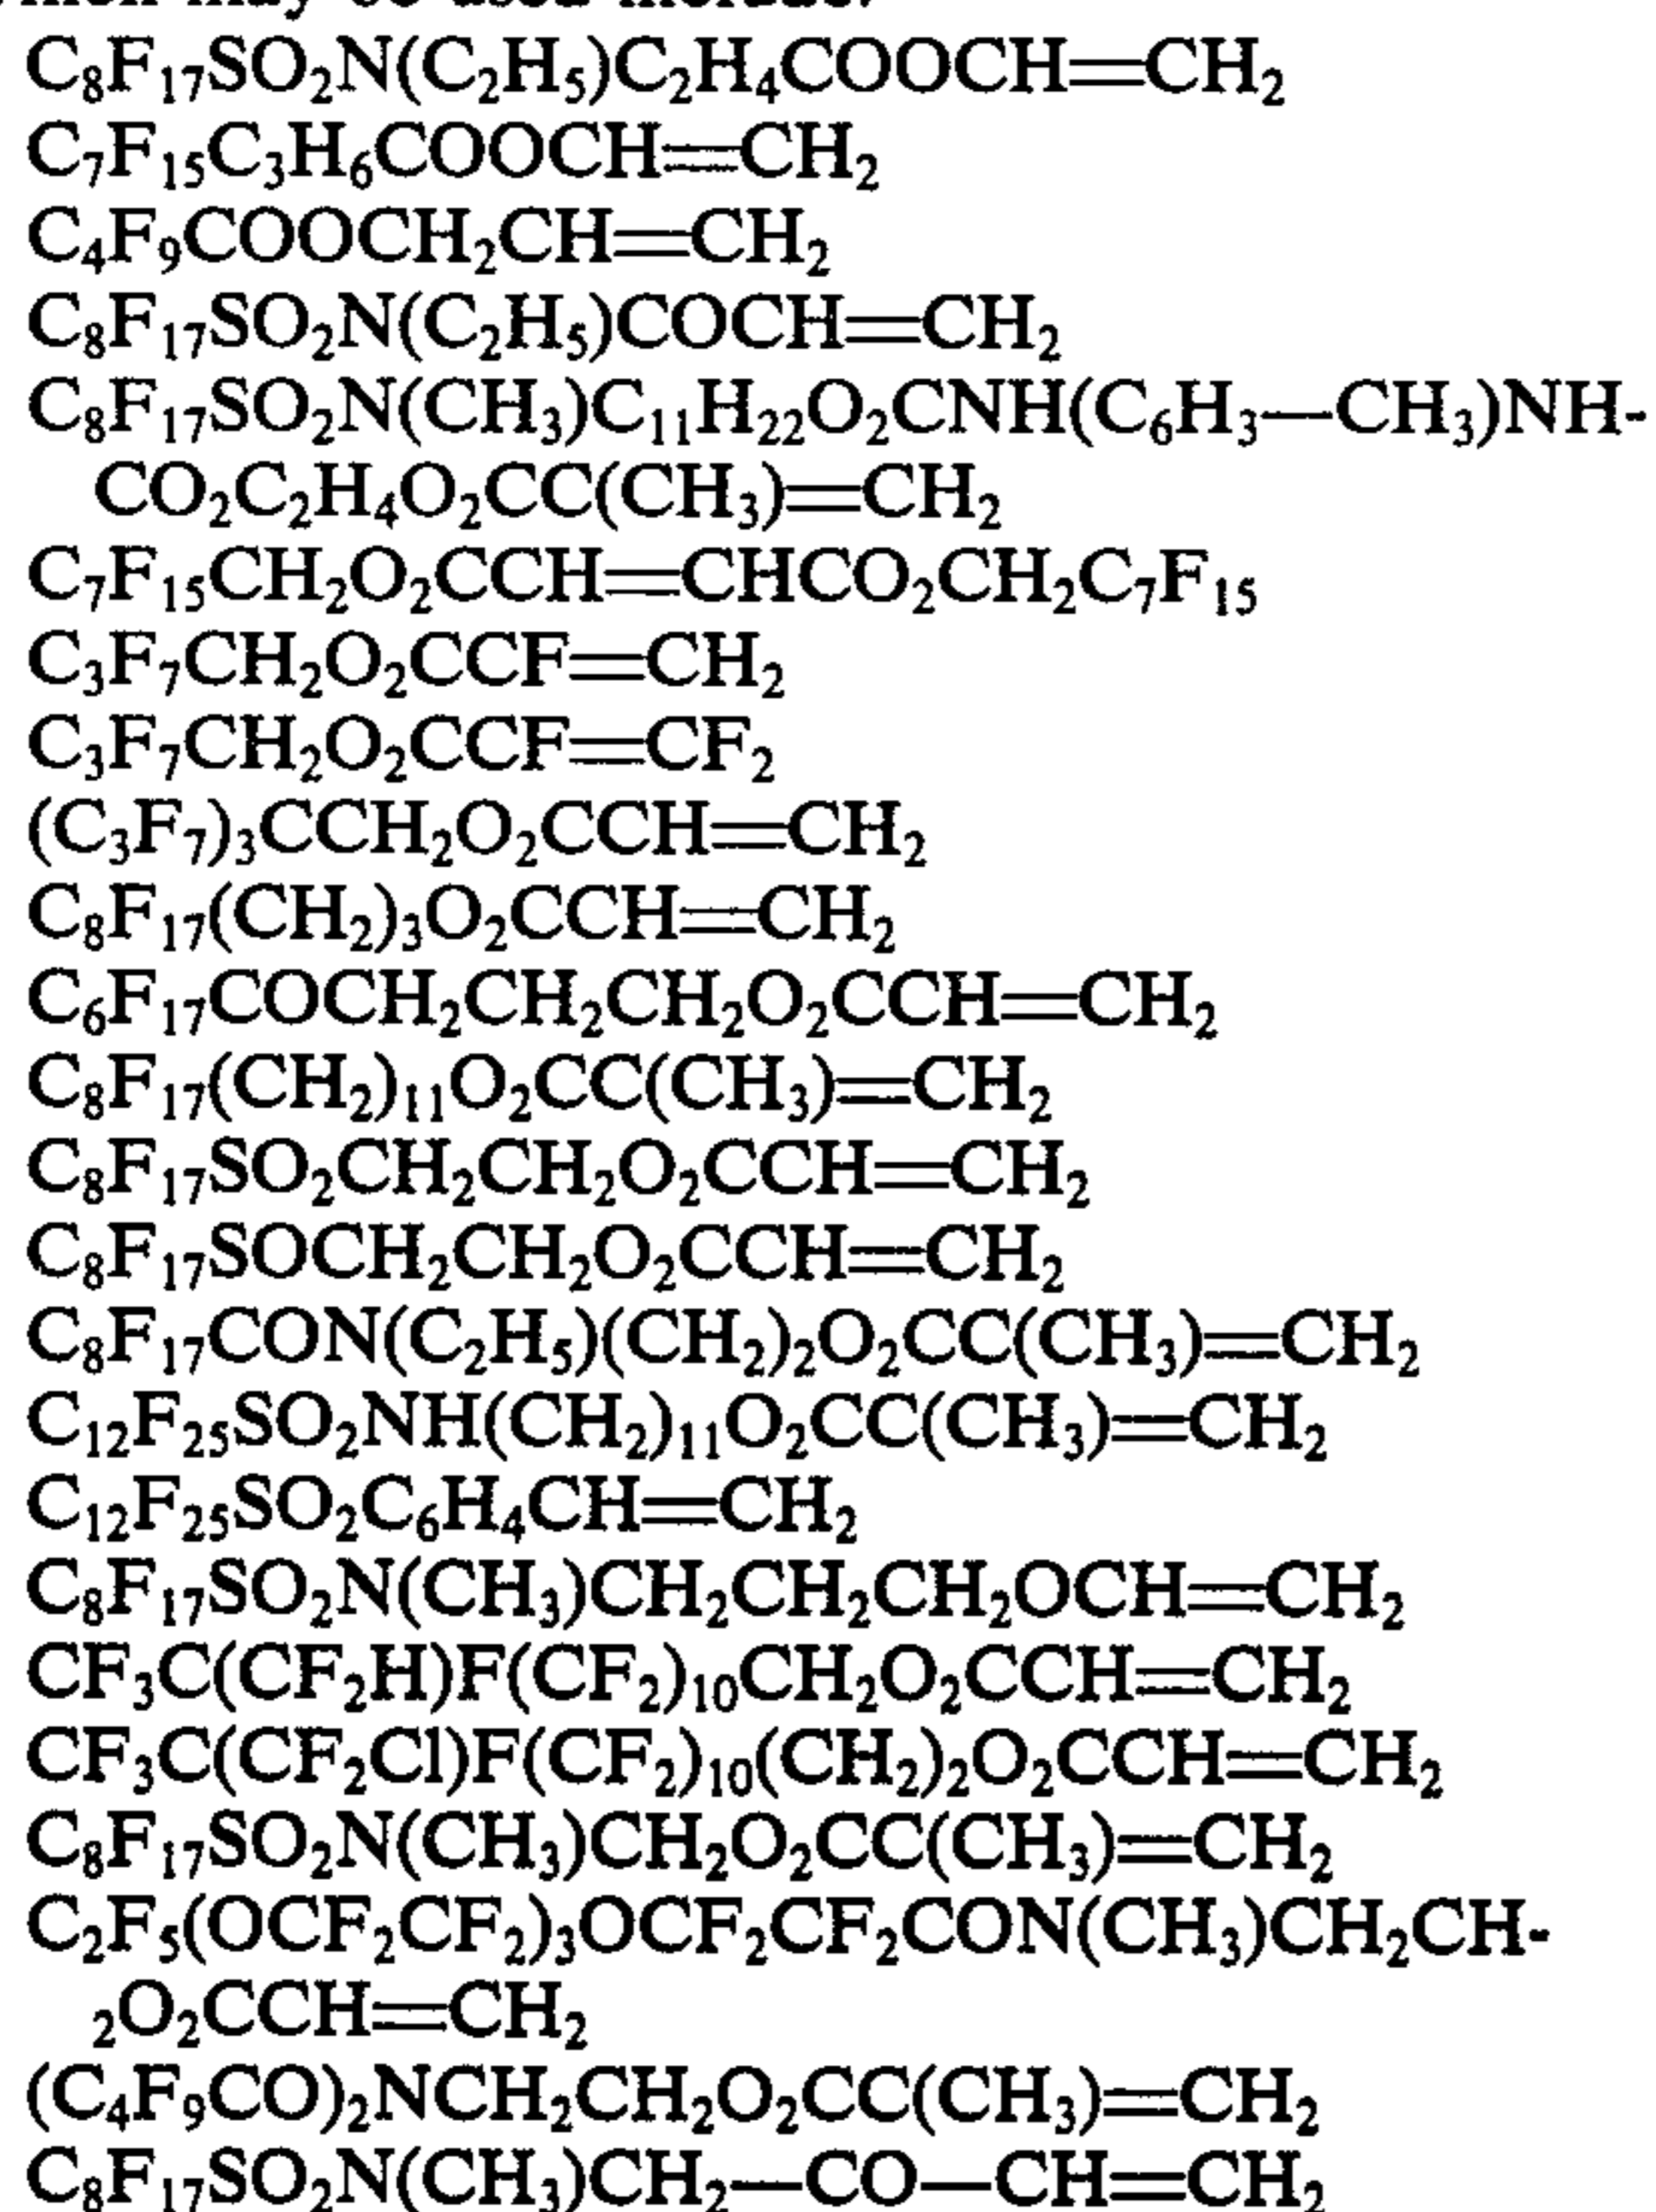 which may be used include:
C₈F₁₇SO₂N(C₂H₅)C₂H₄COOCH=CH₂
C₇F₁₅C₃H₆COOCH=CH₂
C₄F₉COOCH₂CH=CH₂
C₈F₁₇SO₂N(C₂H₅)COCH=CH₂
C₈F₁₇SO₂N(CH₃)C₁₁H₂₂O₂CNH(C₆H₃—CH₃)NH-
CO₂C₂H₄O₂CC(CH₃)=CH₂
C₇F₁₅CH₂O₂CCH=CHCO₂CH₂C₇F₁₅
C₃F₇CH₂O₂CCF=CH₂
C₃F₇CH₂O₂CCF=CF₂
(C₃F₇)₃CCH₂O₂CCH=CH₂
C₈F₁₇(CH₂)₃O₂CCH=CH₂
C₆F₁₇COCH₂CH₂CH₂O₂CCH=CH₂
C₈F₁₇(CH₂)₁₁O₂CC(CH₃)=CH₂
C₈F₁₇SO₂CH₂CH₂O₂CCH=CH₂
C₈F₁₇SOCH₂CH₂O₂CCH=CH₂
C₈F₁₇CON(C₂H₅)(CH₂)₂O₂CC(CH₃)=CH₂
C₁₂F₂₅SO₂NH(CH₂)₁₁O₂CC(CH₃)=CH₂
C₁₂F₂₅SO₂C₆H₄CH=CH₂
C₈F₁₇SO₂N(CH₃)CH₂CH₂CH₂OCH=CH₂
CF₃C(CF₂H)F(CF₂)₁₀CH₂O₂CCH=CH₂
CF₃C(CF₂Cl)F(CF₂)₁₀(CH₂)₂O₂CCH=CH₂
C₈F₁₇SO₂N(CH₃)CH₂O₂CC(CH₃)=CH₂
C₂F₅(OCF₂CF₂)₃OCF₂CF₂CON(CH₃)CH₂CH-
₂O₂CCH=CH₂
(C₄F₉CO)₂NCH₂CH₂O₂CC(CH₃)=CH₂
C₈F₁₇SO₂N(CH₃)CH₂—CO—CH=CH₂